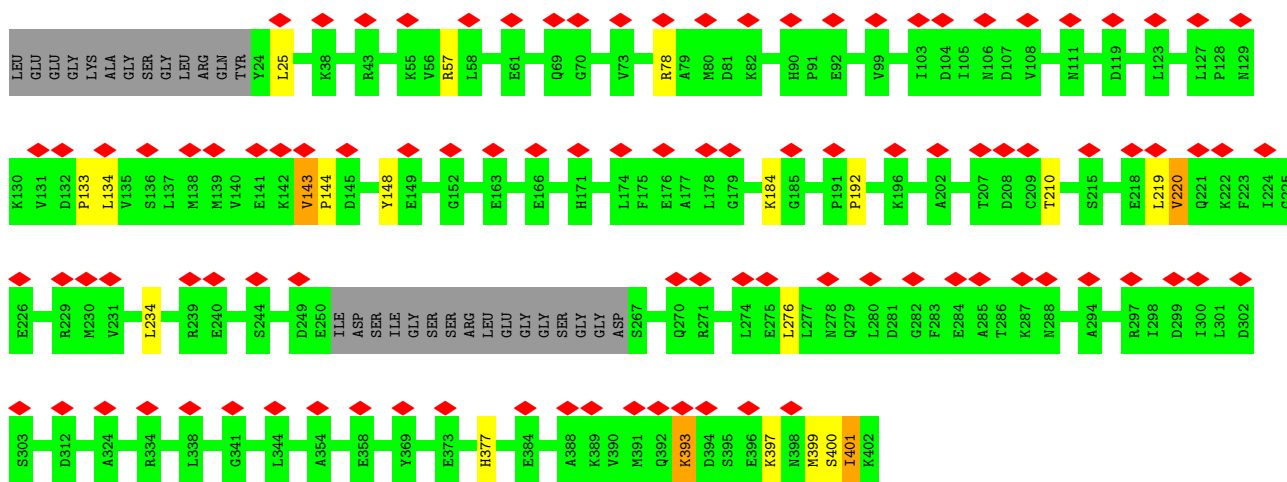 LEU GLU GLU GLY LYS ALA GLY SER GLY LEU ARG GLN TYR Y24 L25 K38 R43 K55 V56 R57 L58 E61 Q69 G70 V73 R78 A79 M80 D81 K82 H90 P91 E92 V99 I103 D104 I105 N106 D107 V108 N111 D119 L123 L127 P128 N129
K130 V131 D132 P133 L134 V135 S136 L137 M138 M139 V140 E141 K142 V143 P144 D145 Y148 E149 G152 E163 E166 H171 L174 F175 E176 A177 L178 G179 K184 G185 P191 P192 K196 A202 T207 D208 C209 T210 S215 E218 L219 V220 Q221 K222 F223 I224 G225
E226 R229 M230 V231 L234 R239 E240 S244 D249 E250 ILE ASP SER ILE GLY SER SER ARG LEU GLU GLY GLY SER GLY GLY ASP S267 Q270 R271 L274 E275 L276 L277 N278 Q279 L280 D281 G282 F283 E284 A285 T286 K287 N288 A294 R297 I298 D299 I300 L301 D302
S303 D312 A324 R334 L338 G341 L344 A354 E358 Y369 E373 H377 E384 A388 K389 V390 M391 Q392 K393 D394 S395 E396 K397 N398 M399 S400 I401 K402